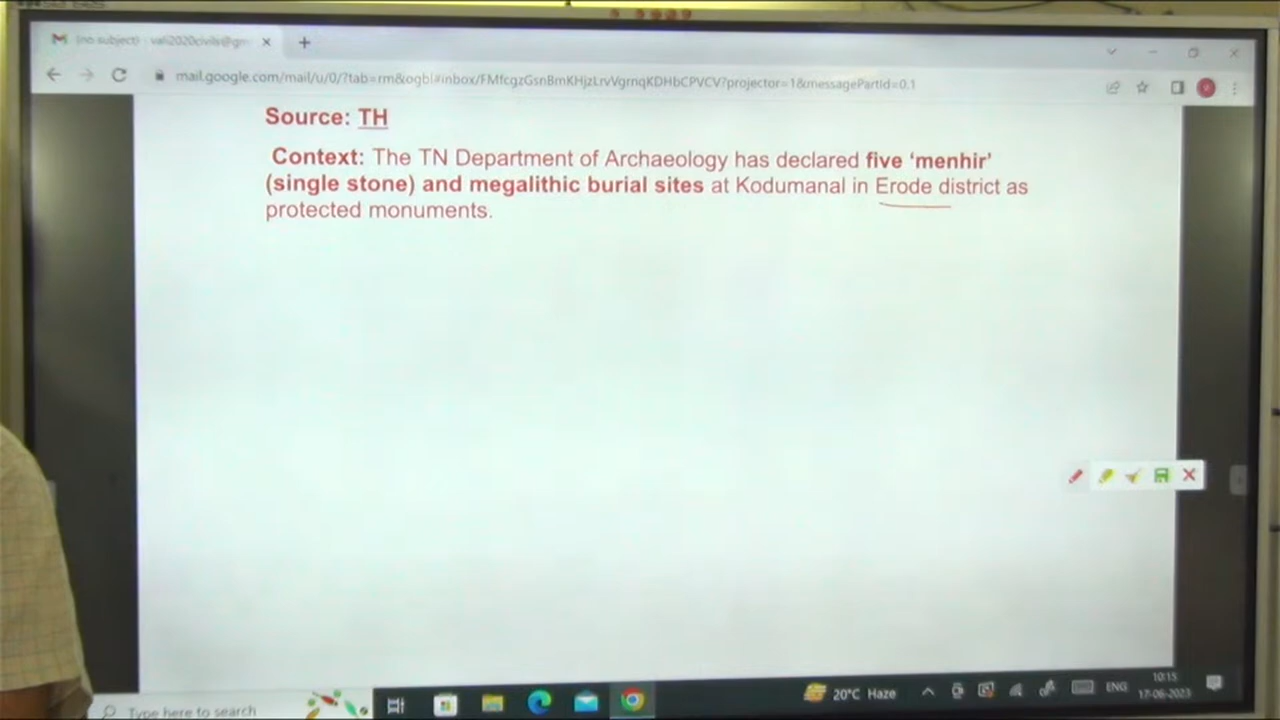 (no subject) - vali2020civils@gm
mail.google.com/mail/u/0/?tab=rm&ogbl#inbox/FMfcgzGsnBmKHjzLrvVgrnqKDHbCPVCV?projector=1&messagePartId=0.1
Source: TH
Context: The TN Department of Archaeology has declared five ‘menhir’
(single stone) and megalithic burial sites at Kodumanal in Erode district as
protected monuments.
Type here to search
20°C Haze
ENG
10:15
17-06-2023